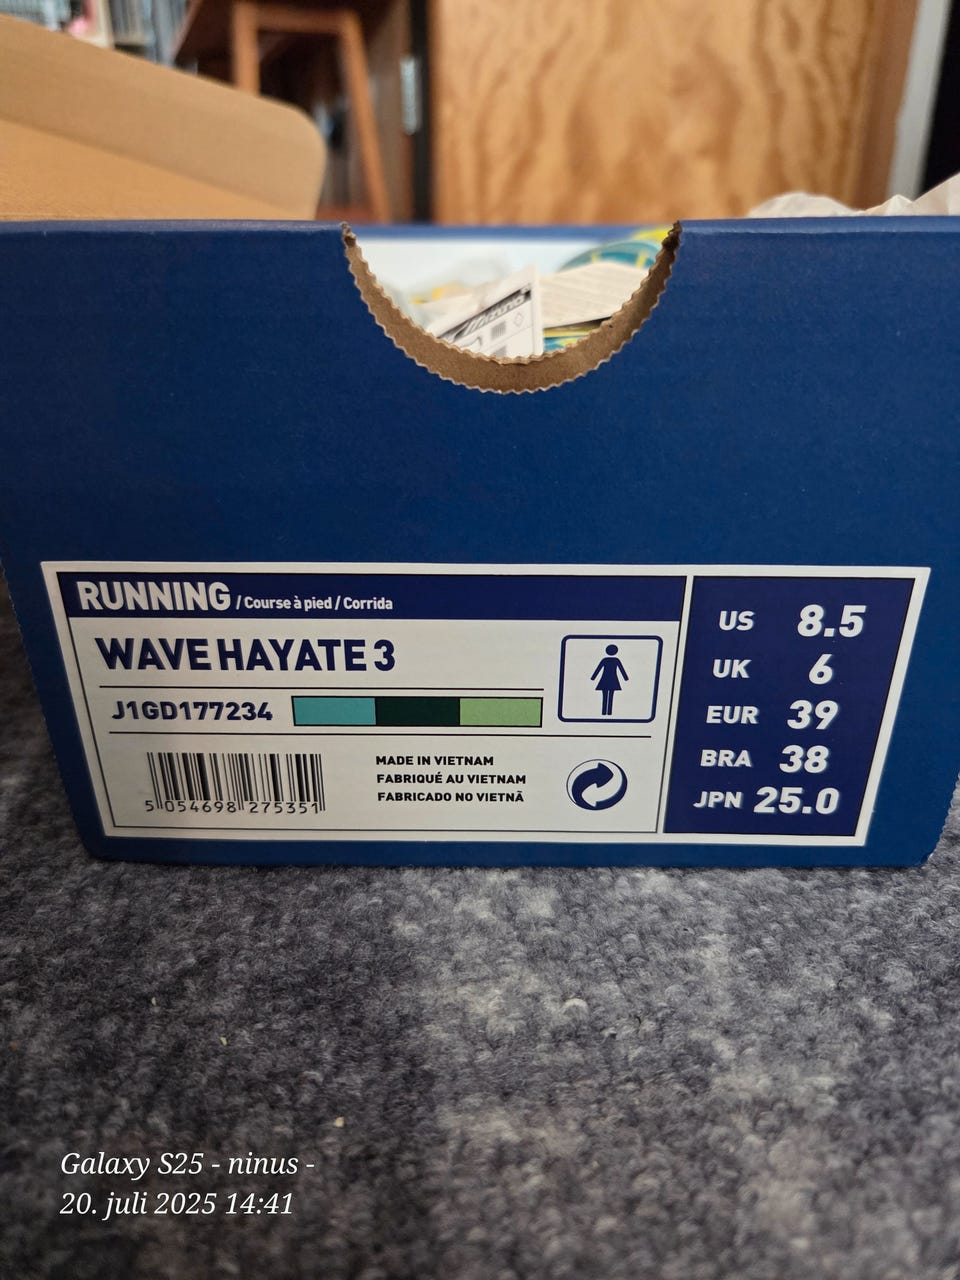 Mizuno
RUNNING / Course à pied / Corrida
WAVE HAYATE 3
J1GD177234
5 054698 275351
MADE IN VIETNAM
FABRIQUÉ AU VIETNAM
FABRICADO NO VIETNÃ
US 8.5
UK 6
EUR 39
BRA 38
JPN 25.0
Galaxy S25 - ninus -
20. juli 2025 14:41